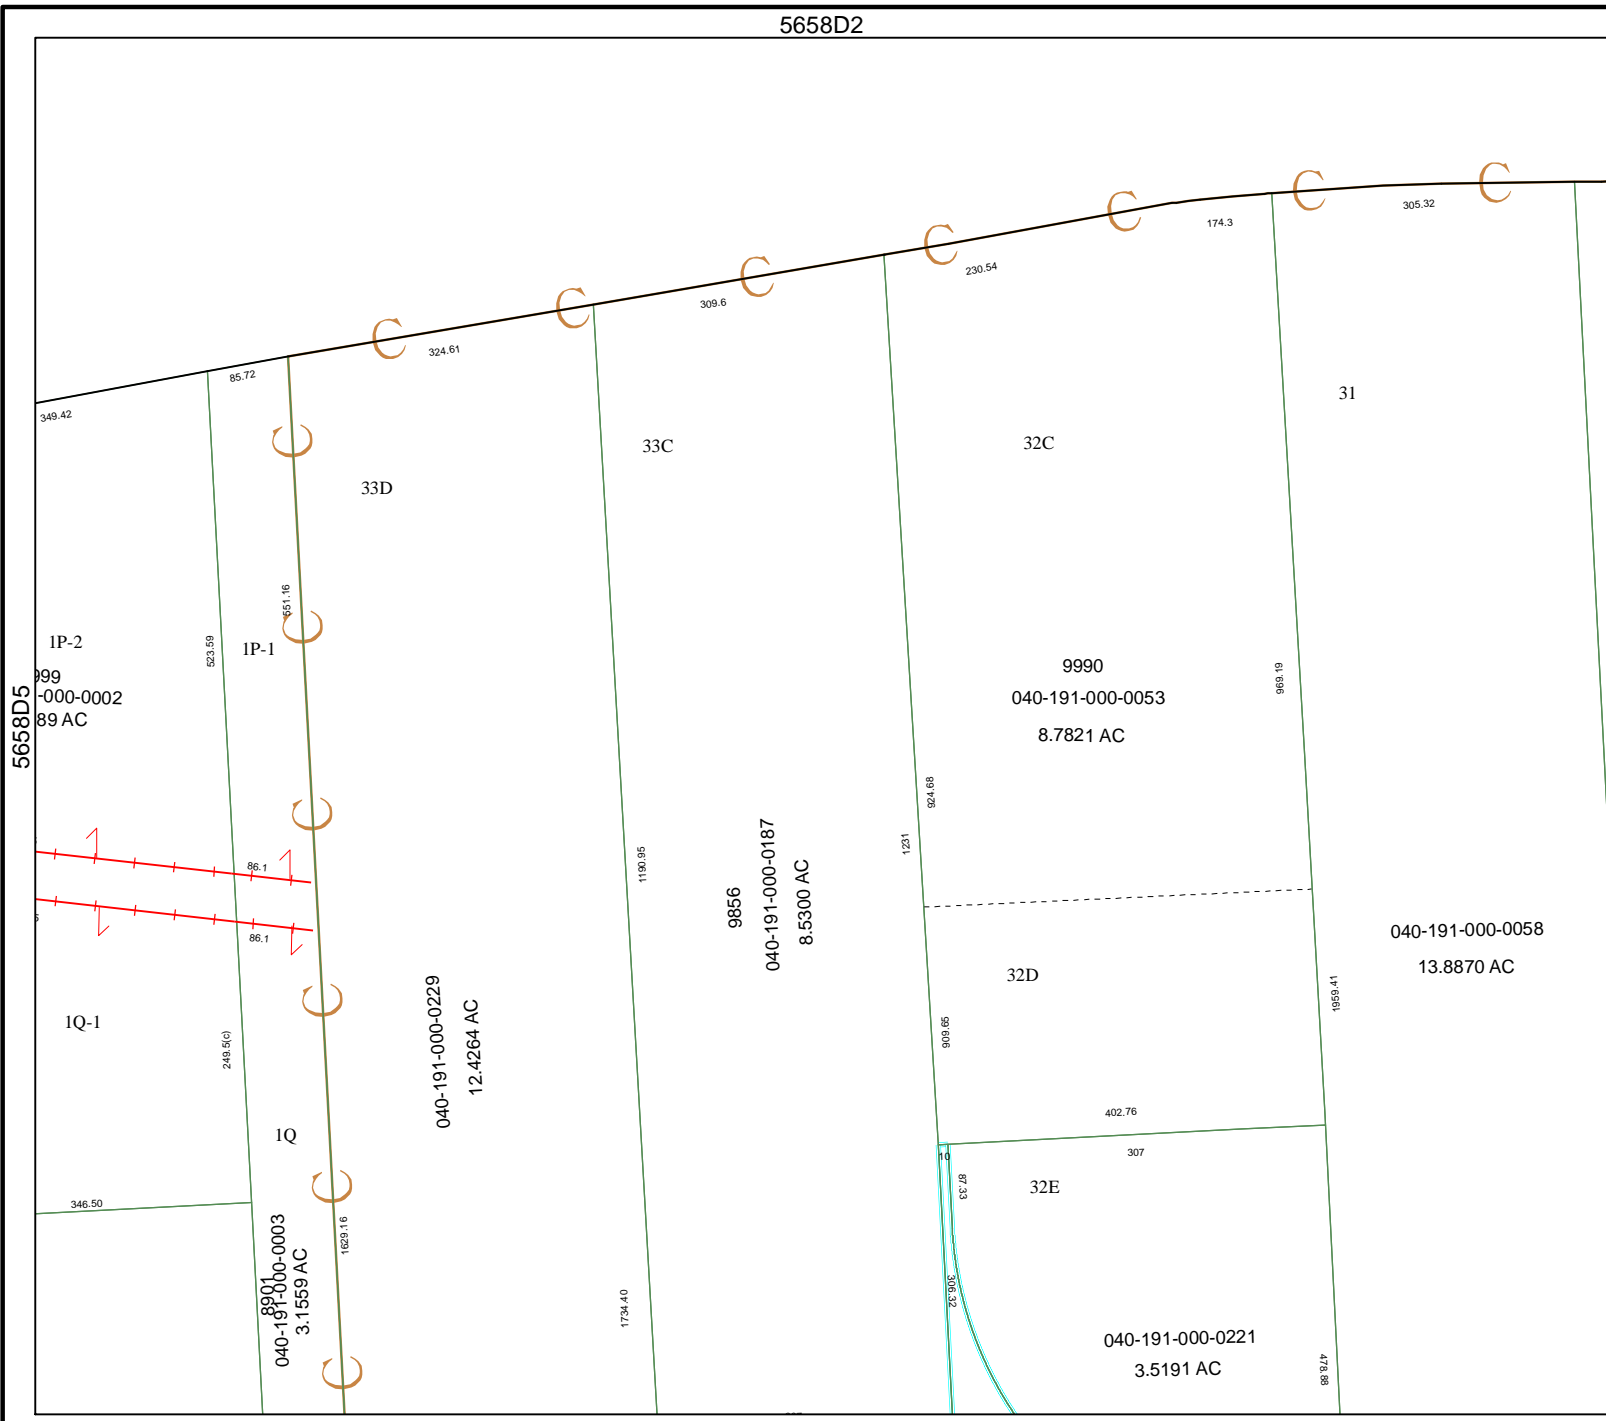 5658D2
5658D5
305.32
174.3
230.54
309.6
324.61
85.72
349.42
31
32C
33C
33D
551.16
523.59
1P-2
1P-1
-000-0002
89 AC
9990
040-191-000-0053
8.7821 AC
969.19
924.68
1231
1190.95
9856
040-191-000-0187
8.5300 AC
86.1
86.1
040-191-000-0058
13.8870 AC
32D
1959.41
909.65
1Q-1
249.5(c)
040-191-000-0229
12.4264 AC
402.76
307
10
87.33
32E
1Q
346.50
8901
040-191-000-0003
3.1559 AC
1629.16
1734.40
306.32
040-191-000-0221
3.5191 AC
478.88